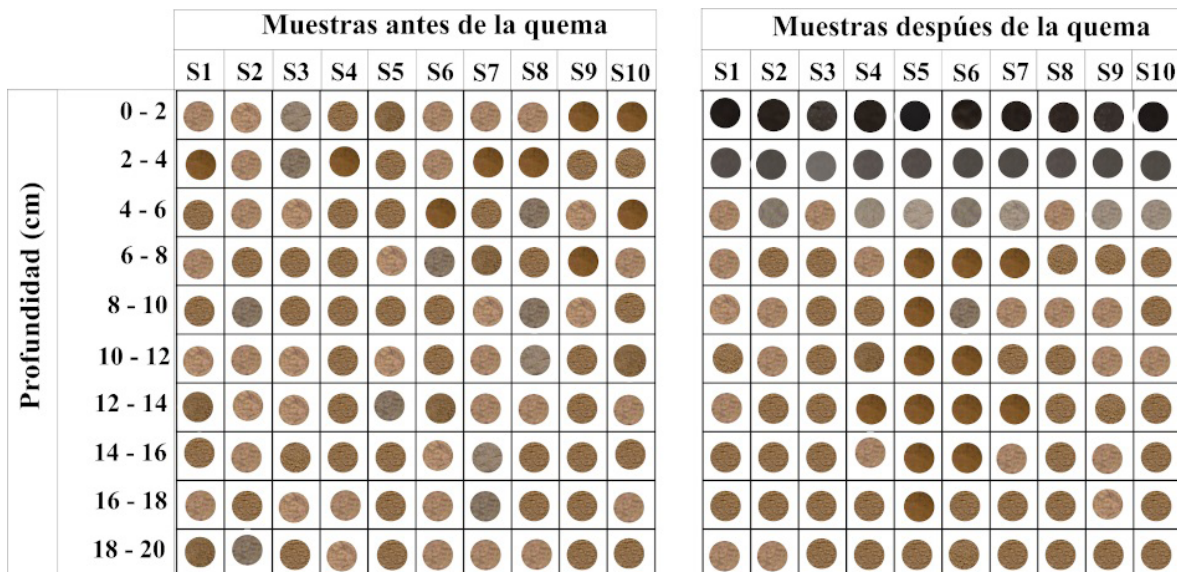 Muestras antes de la quema
Muestras despúes de la quema
S1 S2 S3 S4 S5 S6 S7 S8 S9 S10
S1 S2 S3 S4 S5 S6 S7 S8 S9 S10
Profundidad (cm)
0 - 2
2 - 4
4 - 6
6 - 8
8 - 10
10 - 12
12 - 14
14 - 16
16 - 18
18 - 20